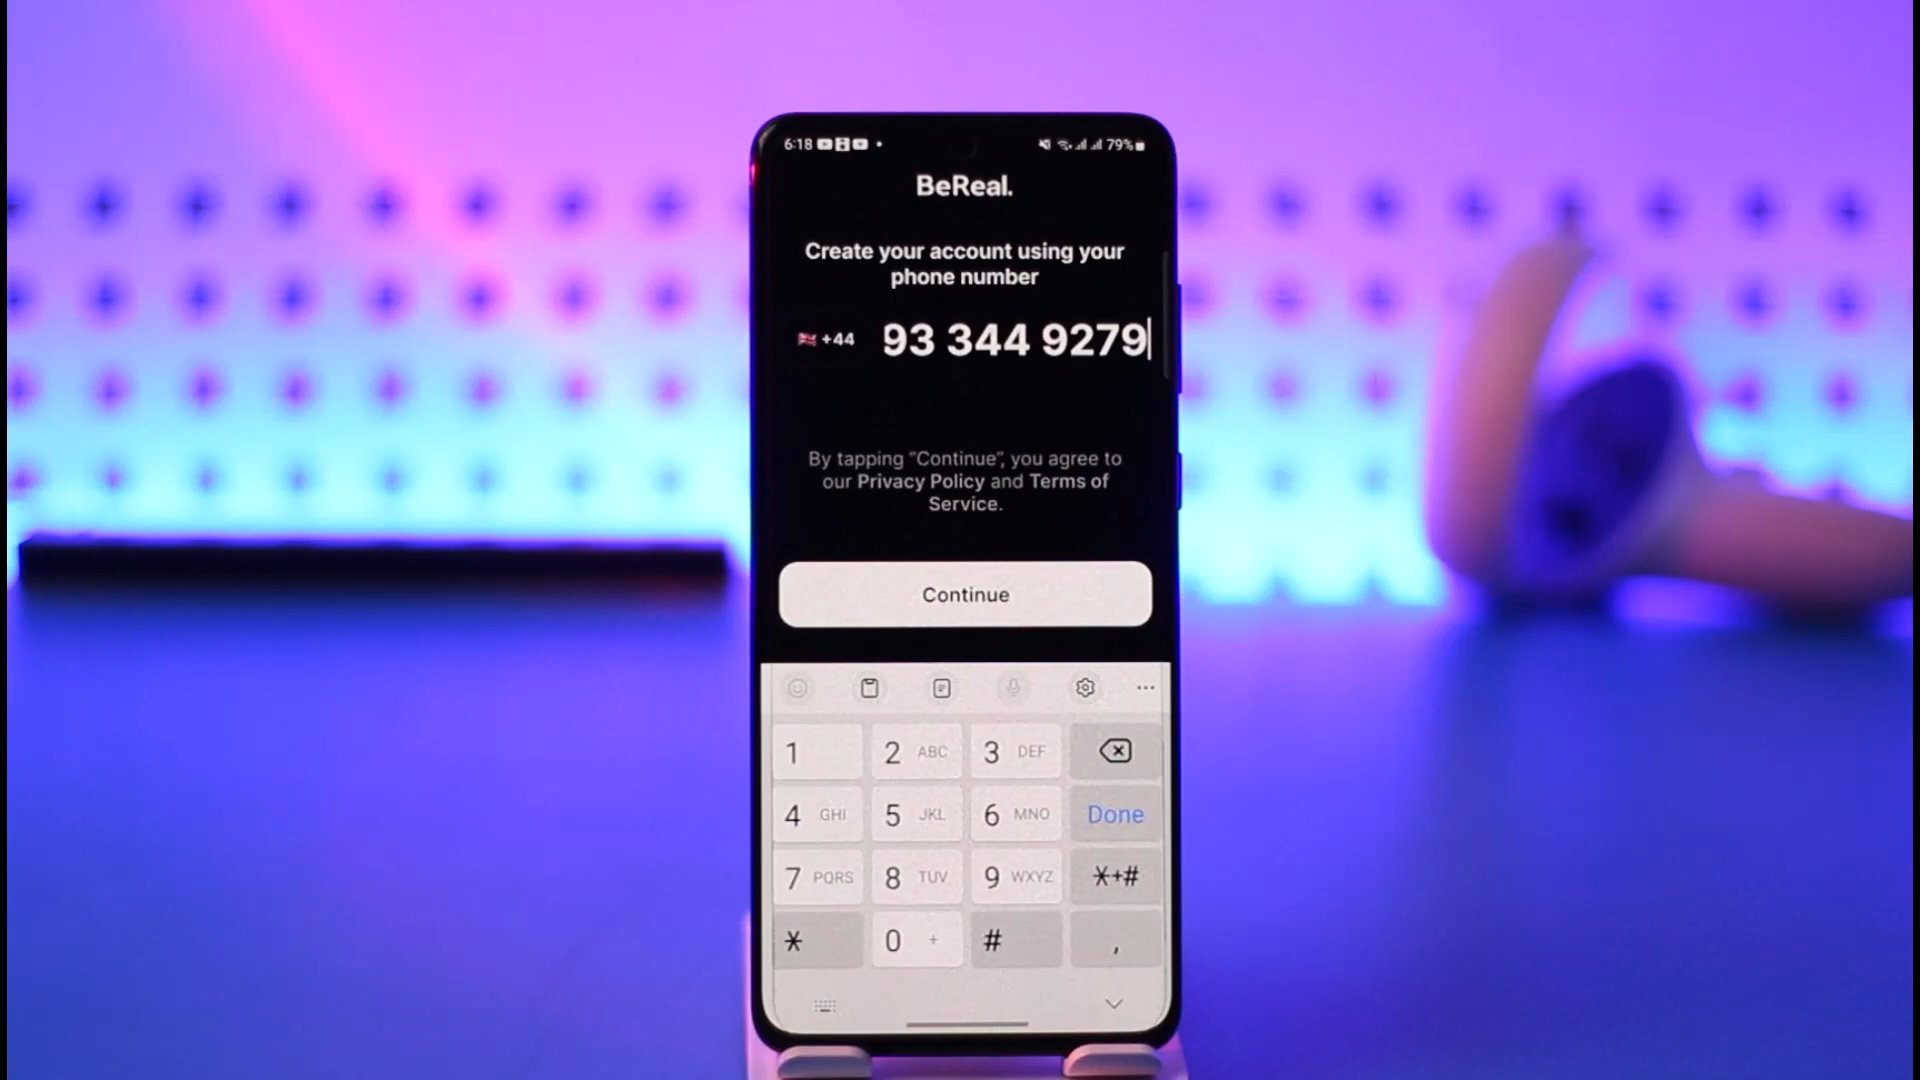 6:18 79%
BeReal.
Create your account using your
phone number
+44 93 344 9279
By tapping “Continue”, you agree to
our Privacy Policy and Terms of
Service.
Continue
1 2 ABC 3 DEF
4 GHI 5 JKL 6 MNO Done
7 PQRS 8 TUV 9 WXYZ *+#
* 0 + # ,